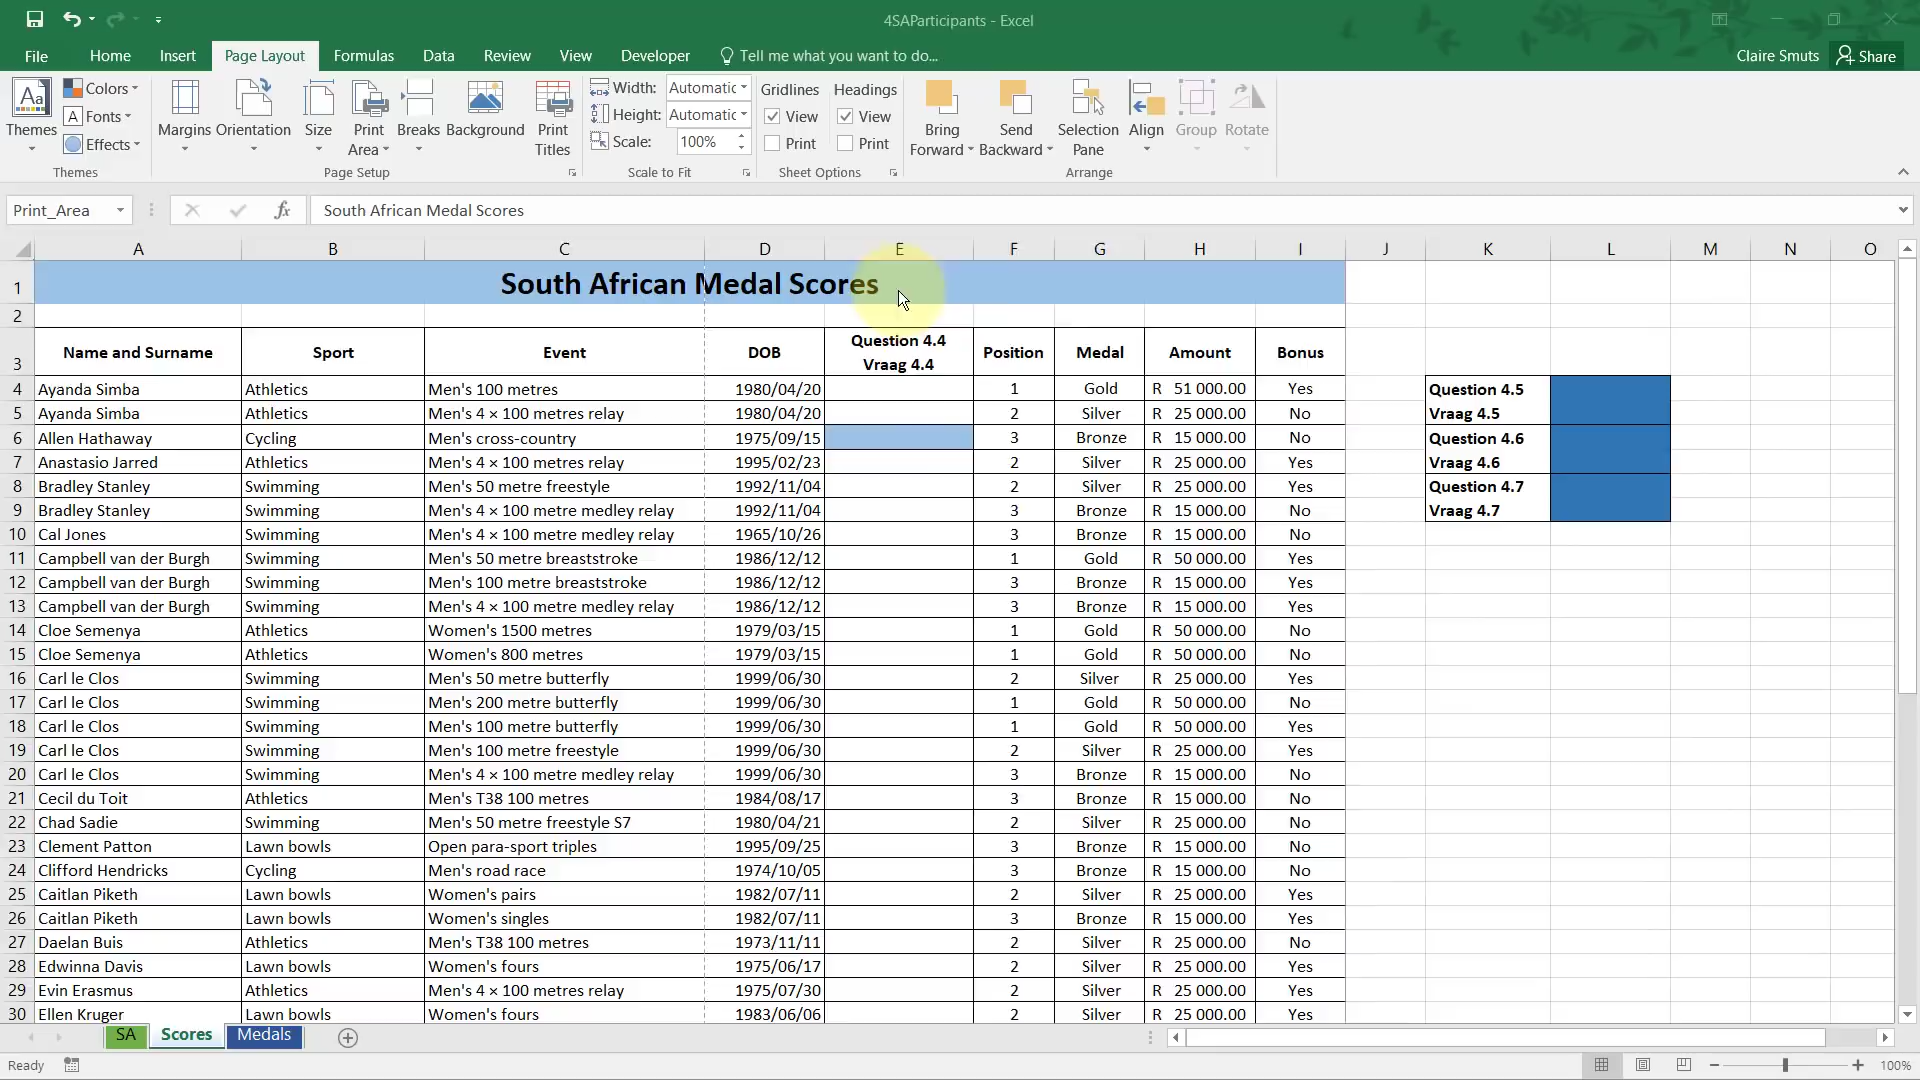 4SAParticipants - Excel
File Home Insert Page Layout Formulas Data Review View Developer Tell me what you want to do... Claire Smuts Share
Themes Colors Fonts Effects Themes
Margins Orientation Size Print Area Breaks Background Print Titles Page Setup
Width: Automatic Height: Automatic Scale: 100% Scale to Fit
Gridlines View Print Headings View Print Sheet Options
Bring Forward Send Backward Selection Pane Align Group Rotate Arrange
Print_Area fx South African Medal Scores
A B C D E F G H I J K L M N O
1 South African Medal Scores
2
3 Name and Surname Sport Event DOB Question 4.4 Vraag 4.4 Position Medal Amount Bonus
4 Ayanda Simba Athletics Men's 100 metres 1980/04/20 1 Gold R 51 000.00 Yes Question 4.5
5 Ayanda Simba Athletics Men's 4 × 100 metres relay 1980/04/20 2 Silver R 25 000.00 No Vraag 4.5
6 Allen Hathaway Cycling Men's cross-country 1975/09/15 3 Bronze R 15 000.00 No Question 4.6
7 Anastasio Jarred Athletics Men's 4 × 100 metres relay 1995/02/23 2 Silver R 25 000.00 Yes Vraag 4.6
8 Bradley Stanley Swimming Men's 50 metre freestyle 1992/11/04 2 Silver R 25 000.00 Yes Question 4.7
9 Bradley Stanley Swimming Men's 4 × 100 metre medley relay 1992/11/04 3 Bronze R 15 000.00 No Vraag 4.7
10 Cal Jones Swimming Men's 4 × 100 metre medley relay 1965/10/26 3 Bronze R 15 000.00 No
11 Campbell van der Burgh Swimming Men's 50 metre breaststroke 1986/12/12 1 Gold R 50 000.00 Yes
12 Campbell van der Burgh Swimming Men's 100 metre breaststroke 1986/12/12 3 Bronze R 15 000.00 Yes
13 Campbell van der Burgh Swimming Men's 4 × 100 metre medley relay 1986/12/12 3 Bronze R 15 000.00 Yes
14 Cloe Semenya Athletics Women's 1500 metres 1979/03/15 1 Gold R 50 000.00 No
15 Cloe Semenya Athletics Women's 800 metres 1979/03/15 1 Gold R 50 000.00 No
16 Carl le Clos Swimming Men's 50 metre butterfly 1999/06/30 2 Silver R 25 000.00 Yes
17 Carl le Clos Swimming Men's 200 metre butterfly 1999/06/30 1 Gold R 50 000.00 No
18 Carl le Clos Swimming Men's 100 metre butterfly 1999/06/30 1 Gold R 50 000.00 Yes
19 Carl le Clos Swimming Men's 100 metre freestyle 1999/06/30 2 Silver R 25 000.00 Yes
20 Carl le Clos Swimming Men's 4 × 100 metre medley relay 1999/06/30 3 Bronze R 15 000.00 No
21 Cecil du Toit Athletics Men's T38 100 metres 1984/08/17 3 Bronze R 15 000.00 No
22 Chad Sadie Swimming Men's 50 metre freestyle S7 1980/04/21 2 Silver R 25 000.00 No
23 Clement Patton Lawn bowls Open para-sport triples 1995/09/25 3 Bronze R 15 000.00 No
24 Clifford Hendricks Cycling Men's road race 1974/10/05 3 Bronze R 15 000.00 No
25 Caitlan Piketh Lawn bowls Women's pairs 1982/07/11 2 Silver R 25 000.00 Yes
26 Caitlan Piketh Lawn bowls Women's singles 1982/07/11 3 Bronze R 15 000.00 Yes
27 Daelan Buis Athletics Men's T38 100 metres 1973/11/11 2 Silver R 25 000.00 No
28 Edwinna Davis Lawn bowls Women's fours 1975/06/17 2 Silver R 25 000.00 Yes
29 Evin Erasmus Athletics Men's 4 × 100 metres relay 1975/07/30 2 Silver R 25 000.00 Yes
30 Ellen Kruger Lawn bowls Women's fours 1983/06/06 2 Silver R 25 000.00 Yes
SA Scores Medals
Ready 100%